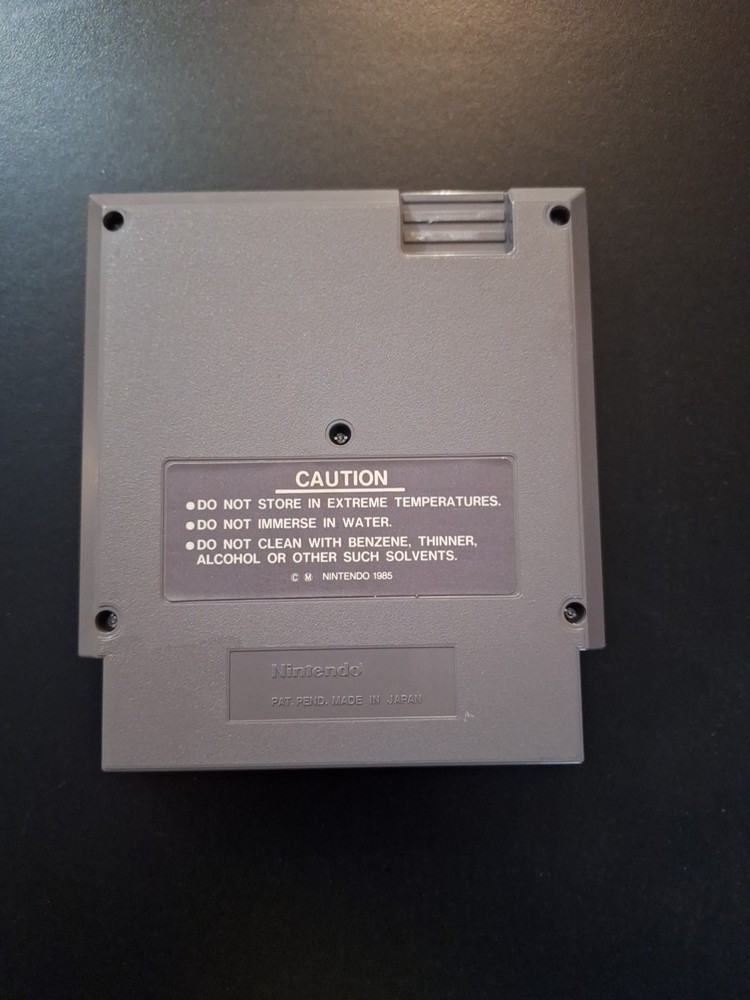 CAUTION
●DO NOT STORE IN EXTREME TEMPERATURES.
●DO NOT IMMERSE IN WATER.
●DO NOT CLEAN WITH BENZENE, THINNER,
ALCOHOL OR OTHER SUCH SOLVENTS.
Ⓒ Ⓜ NINTENDO 1985
Nintendo
PAT. PEND. MADE IN JAPAN